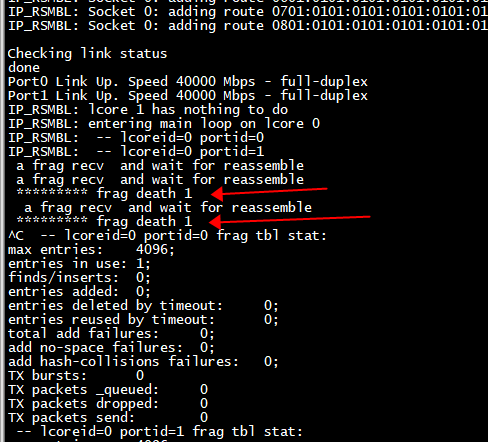 IP_RSMBL: Socket 0: adding route
IP_RSMBL: Socket 0: adding route 0701:0101:0101:0101:0101:01
IP_RSMBL: Socket 0: adding route 0801:0101:0101:0101:0101:01
Checking link status
done
Port0 Link Up. Speed 40000 Mbps - full-duplex
Port1 Link Up. Speed 40000 Mbps - full-duplex
IP_RSMBL: lcore 1 has nothing to do
IP_RSMBL: entering main loop on lcore 0
IP_RSMBL:  -- lcoreid=0 portid=0
IP_RSMBL:  -- lcoreid=0 portid=1
 a frag recv  and wait for reassemble
 a frag recv  and wait for reassemble
 ********* frag death 1
  a frag recv  and wait for reassemble
 ********* frag death 1
^C  -- lcoreid=0 portid=0 frag tbl stat:
max entries:    4096;
entries in use: 1;
finds/inserts:  0;
entries added:  0;
entries deleted by timeout:     0;
entries reused by timeout:      0;
total add failures:     0;
add no-space failures:  0;
add hash-collisions failures:   0;
TX bursts:      0
TX packets _queued:     0
TX packets dropped:     0
TX packets send:        0
 -- lcoreid=0 portid=1 frag tbl stat: